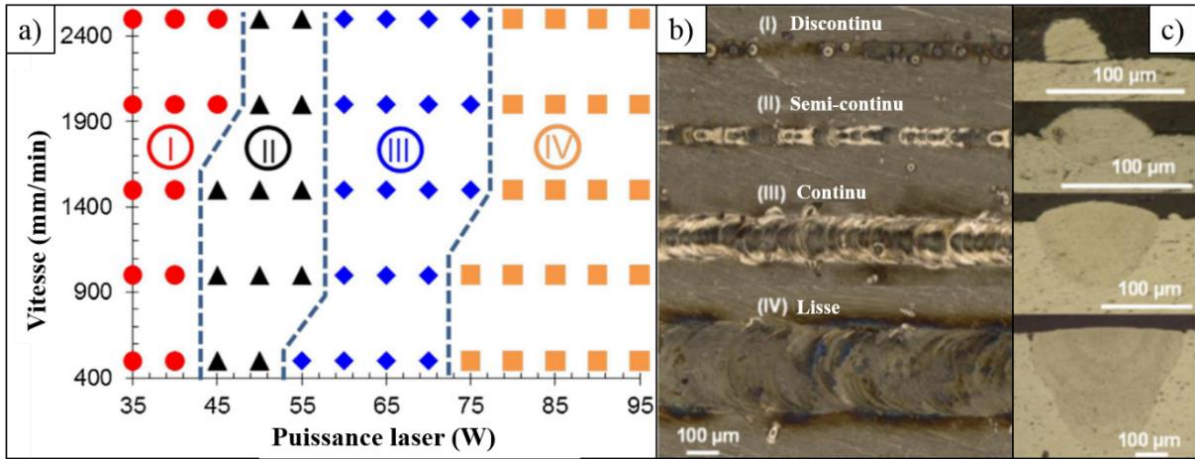 a)
2400
1900
1400
900
400
Vitesse (mm/min)
I
II
III
IV
35
45
55
65
75
85
95
Puissance laser (W)
b)
(I) Discontinu
(II) Semi-continu
(III) Continu
(IV) Lisse
100 µm
c)
100 µm
100 µm
100 µm
100 µm